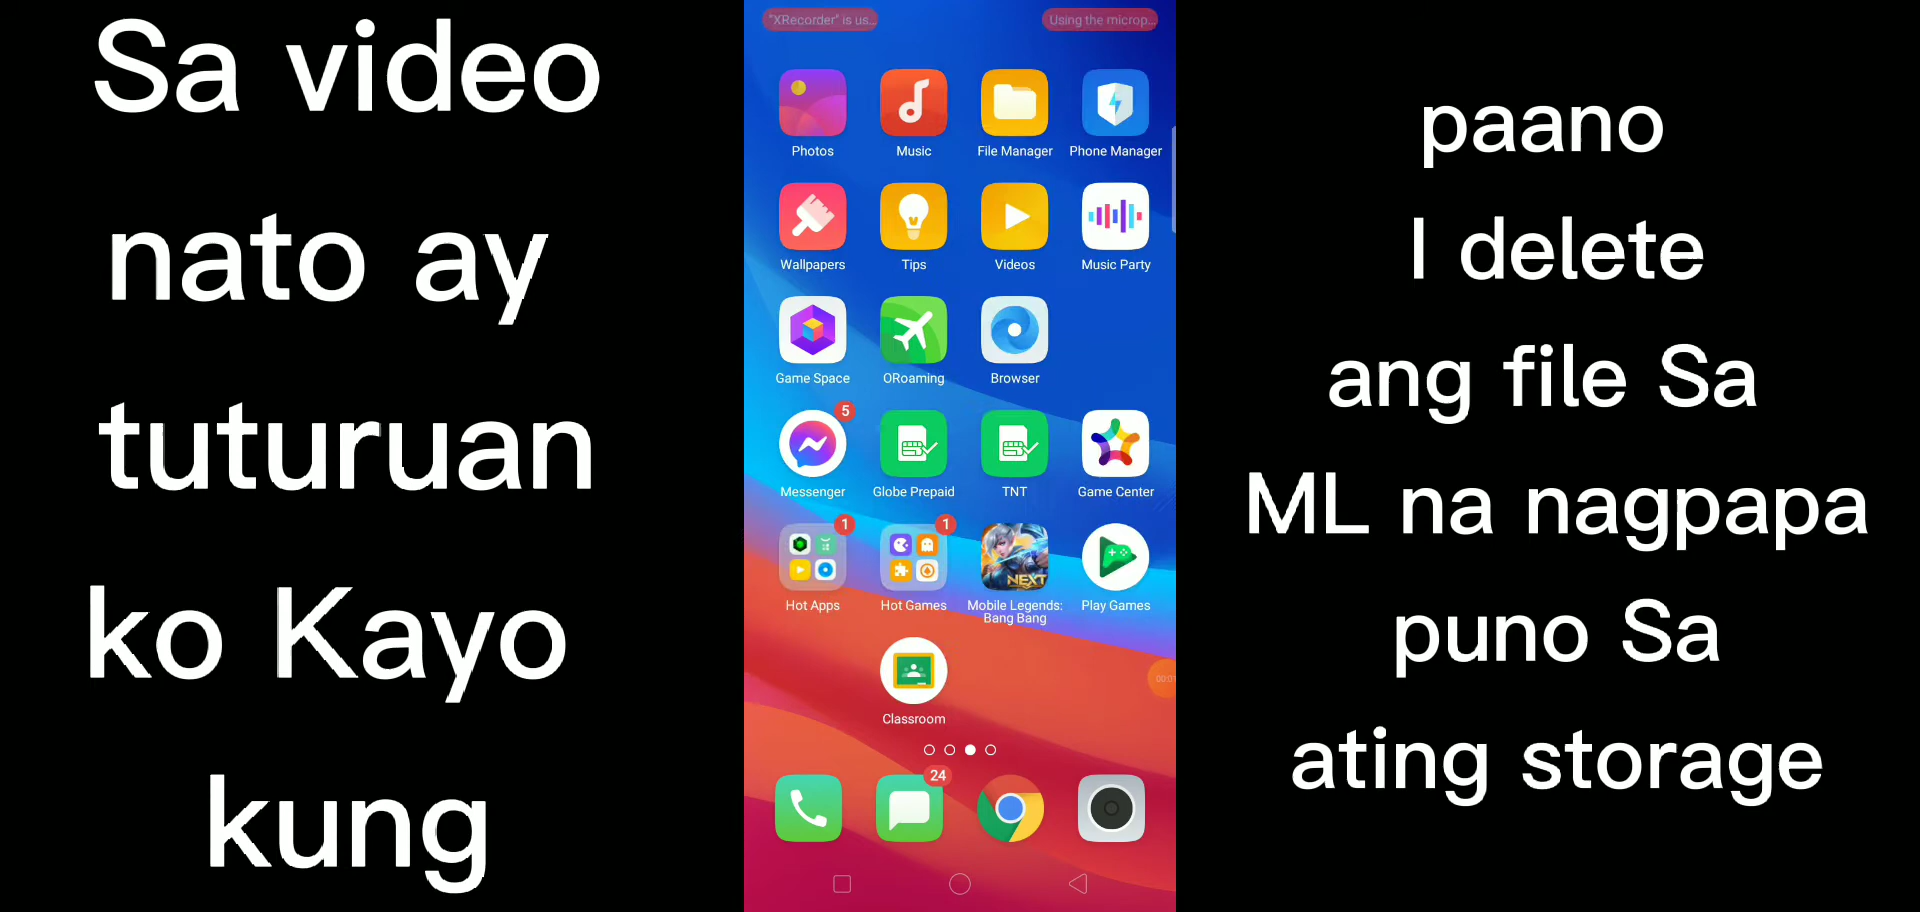 Sa video
nato ay
tuturuan
ko Kayo
kung
"XRecorder" is us...
Using the microp...
Photos
Music
File Manager
Phone Manager
Wallpapers
Tips
Videos
Music Party
Game Space
ORoaming
Browser
5
Messenger
Globe Prepaid
TNT
Game Center
1
1
NEXT
Hot Apps
Hot Games
Mobile Legends:
Bang Bang
Play Games
00:01
Classroom
24
paano
I delete
ang file Sa
ML na nagpapa
puno Sa
ating storage